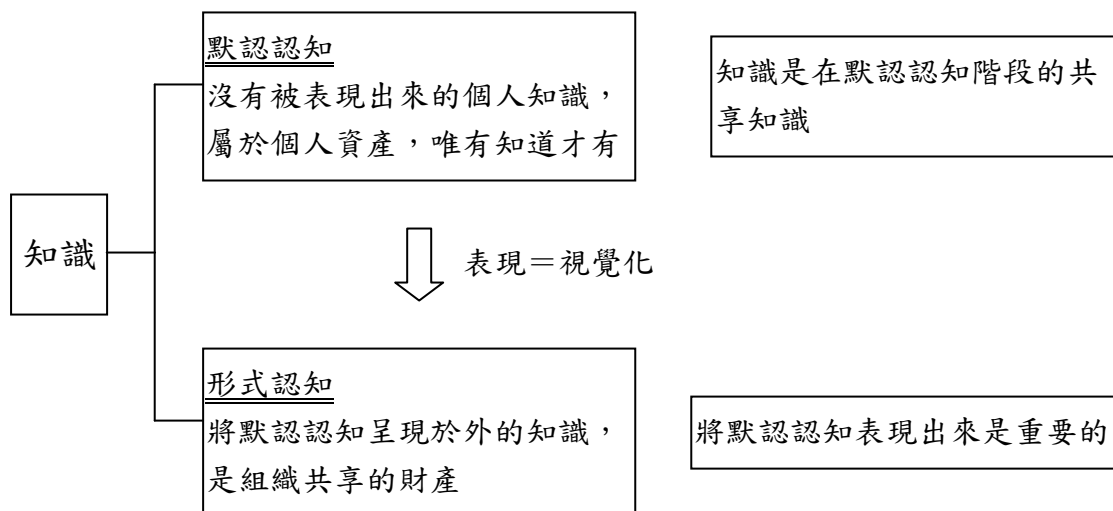 默認認知
沒有被表現出來的個人知識，
屬於個人資產，唯有知道才有
知識是在默認認知階段的共
享知識
知識
表現＝視覺化
形式認知
將默認認知呈現於外的知識，
是組織共享的財產
將默認認知表現出來是重要的